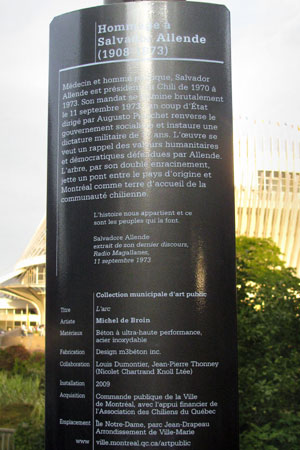 Hommage à
Salvador Allende
(1908-1973)
Médecin et homme politique, Salvador
Allende est président du Chili de 1970 à
1973. Son mandat se termine brutalement
le 11 septembre 1973: un coup d'État
dirigé par Augusto Pinochet renverse le
gouvernement socialiste et instaure une
dictature militaire de ans. L'œuvre se
veut un rappel des valeurs humanitaires
et démocratiques défendues par Allende.
L'arbre, par son double enracinement,
jette un pont entre le pays d'origine et
Montréal comme terre d'accueil de la
communauté chilienne.
L'histoire nous appartient et ce
sont les peuples qui la font.
Salvadore Allende
extrait de son dernier discours,
Radio Magallanes,
11 septembre 1973
Collection municipale d'art public
Titre L'arc
Artiste Michel de Broin
Matériaux Béton à ultra-haute performance,
acier inoxydable
Fabrication Design m3béton inc.
Collaboration Louis Dumontier, Jean-Pierre Thonney
(Nicolet Chartrand Knoll Ltée)
Installation 2009
Acquisition Commande publique de la Ville
de Montréal, avec l'appui financier de
l'Association des Chiliens du Québec
Emplacement Île Notre-Dame, parc Jean-Drapeau
Arrondissement de Ville-Marie
www ville.montreal.qc.ca/artpublic